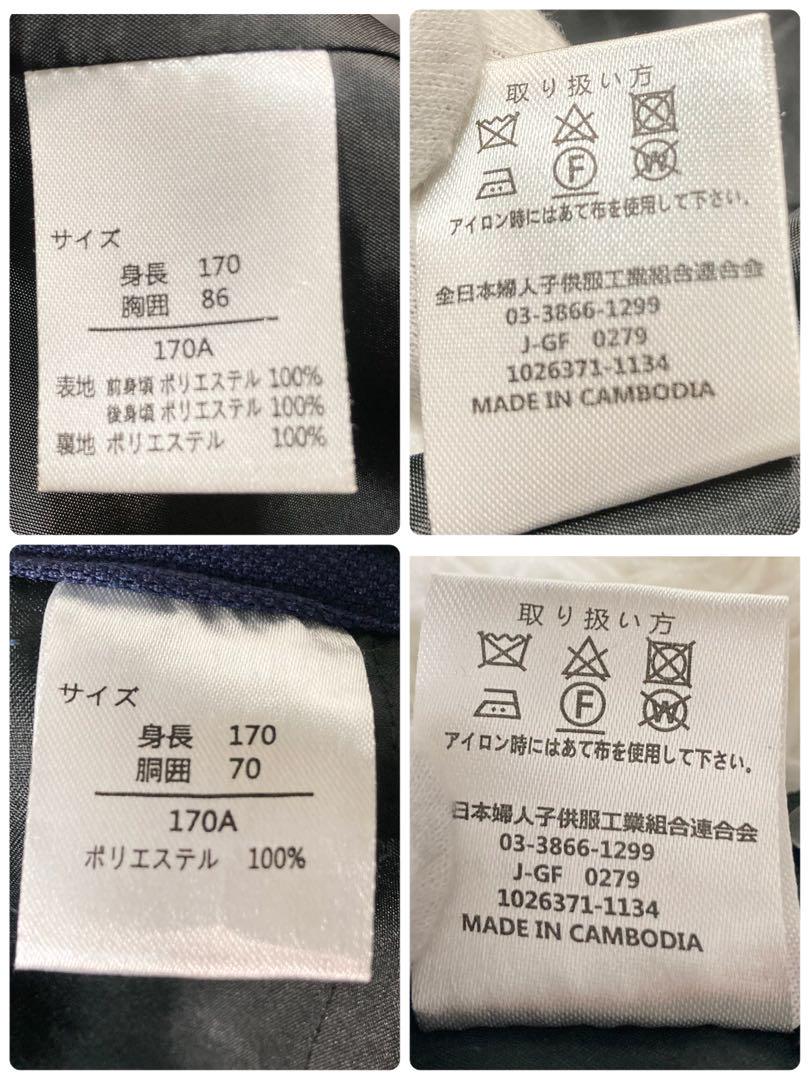 サイズ
身長 170
胸囲 86
170A
表地 前身頃 ポリエステル 100%
後身頃 ポリエステル 100%
裏地 ポリエステル 100%
取り扱い方
F W
アイロン時にはあて布を使用して下さい。
全日本婦人子供服工業組合連合会
03-3866-1299
J-GF 0279
1026371-1134
MADE IN CAMBODIA
サイズ
身長 170
胴囲 70
170A
ポリエステル 100%
取り扱い方
F W
アイロン時にはあて布を使用して下さい。
日本婦人子供服工業組合連合会
03-3866-1299
J-GF 0279
1026371-1134
MADE IN CAMBODIA